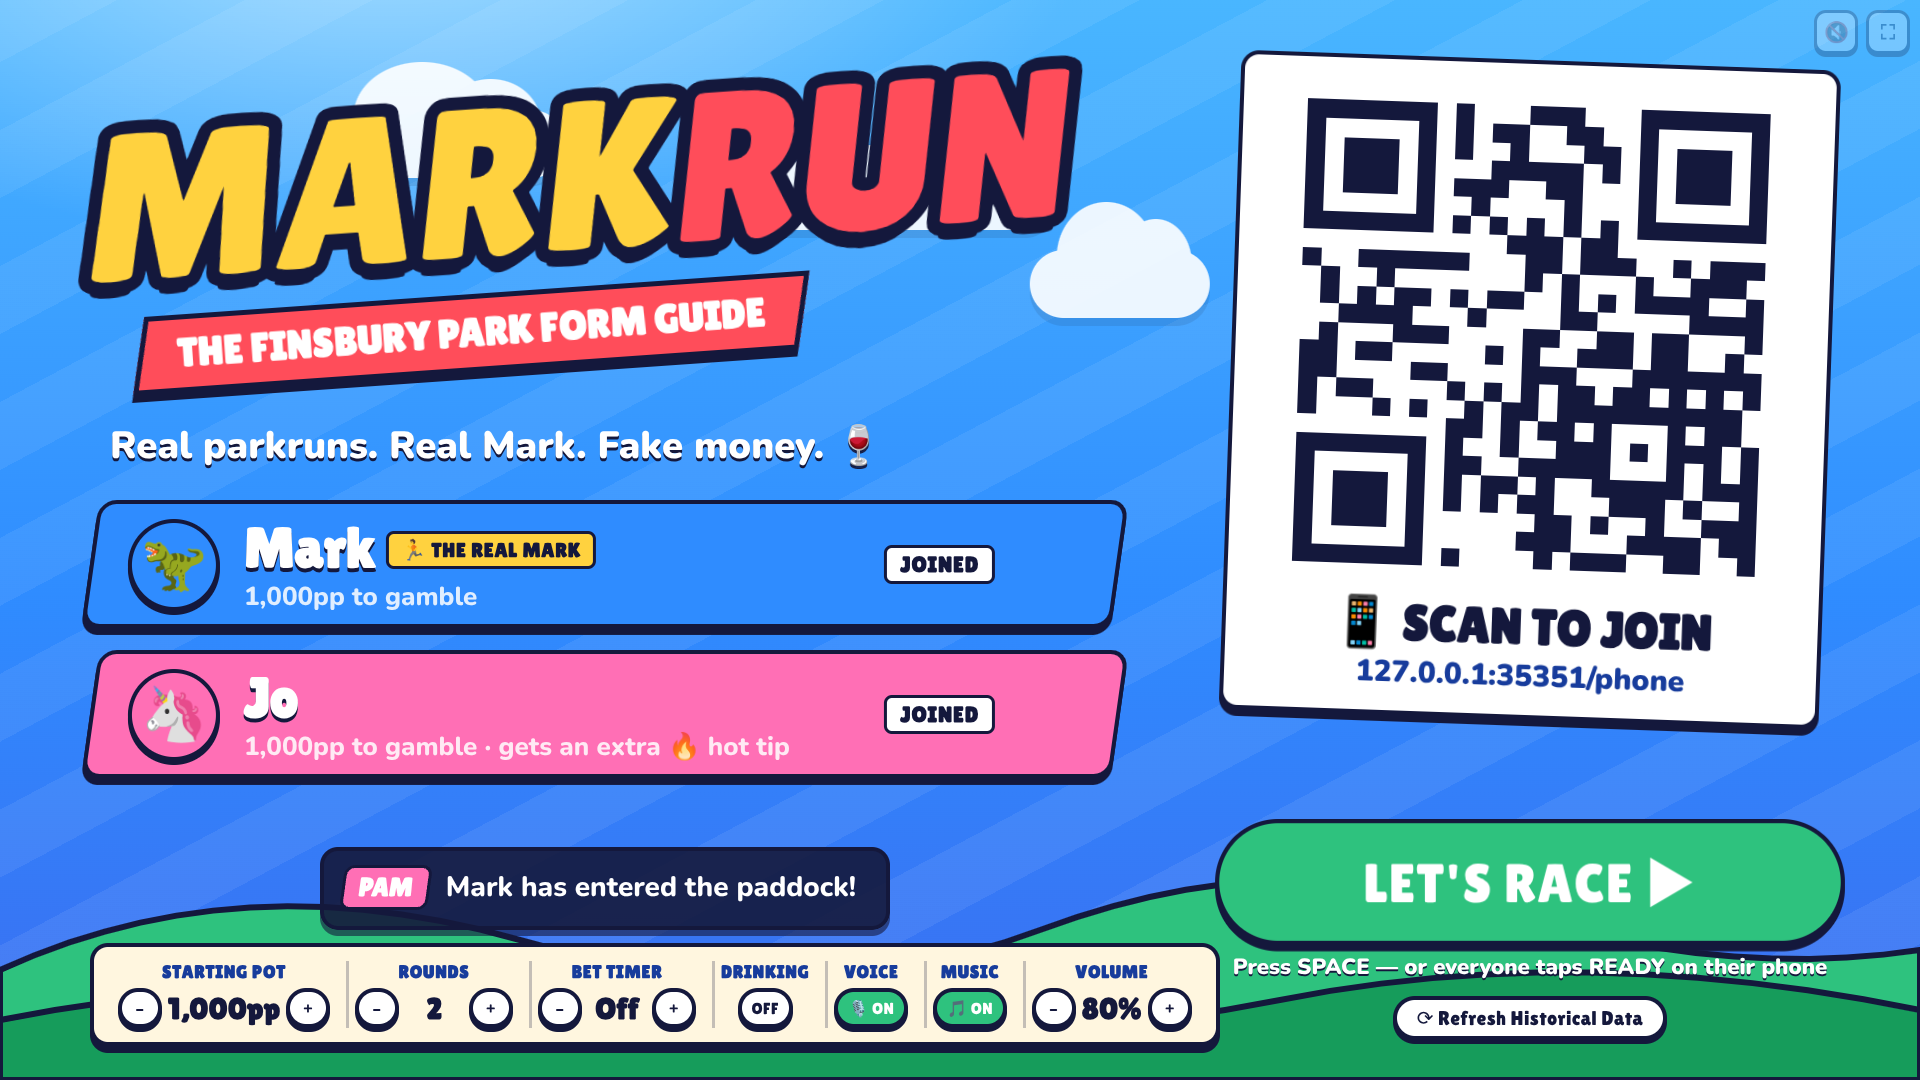 MARKRUN
THE FINSBURY PARK FORM GUIDE
Real parkruns. Real Mark. Fake money.
Mark THE REAL MARK
1,000pp to gamble
JOINED
Jo
1,000pp to gamble · gets an extra 🔥 hot tip
JOINED
SCAN TO JOIN
127.0.0.1:35351/phone
PAM Mark has entered the paddock!
LET'S RACE
Press SPACE — or everyone taps READY on their phone
Refresh Historical Data
STARTING POT
– 1,000pp +
ROUNDS
– 2 +
BET TIMER
– Off +
DRINKING
OFF
VOICE
ON
MUSIC
ON
VOLUME
– 80% +